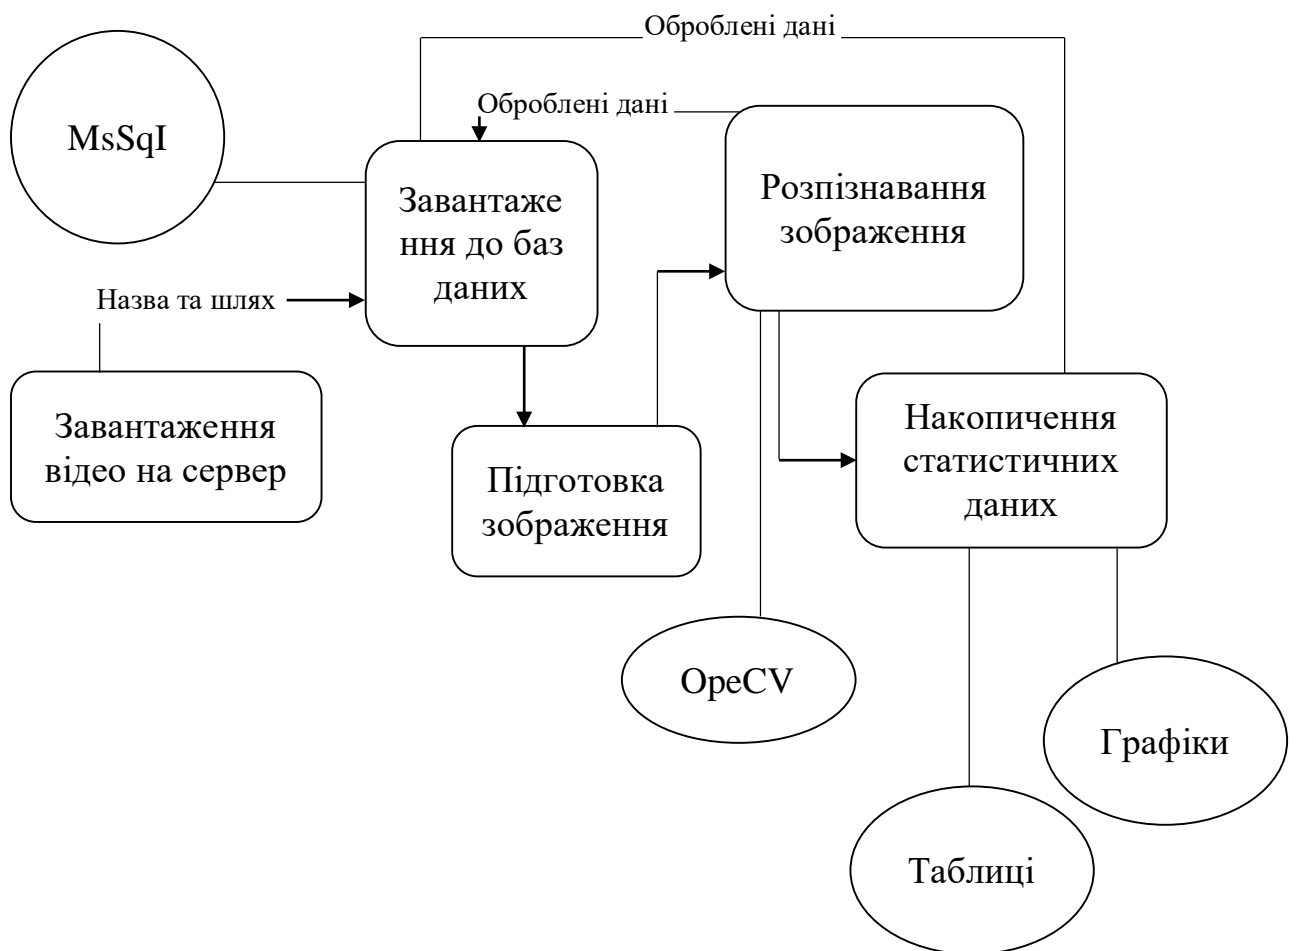 Оброблені дані
Оброблені дані
MsSqI
Завантаже
ння до баз
даних
Розпізнавання
зображення
Назва та шлях
Завантаження
відео на сервер
Підготовка
зображення
Накопичення
статистичних
даних
OpeCV
Графіки
Таблиці